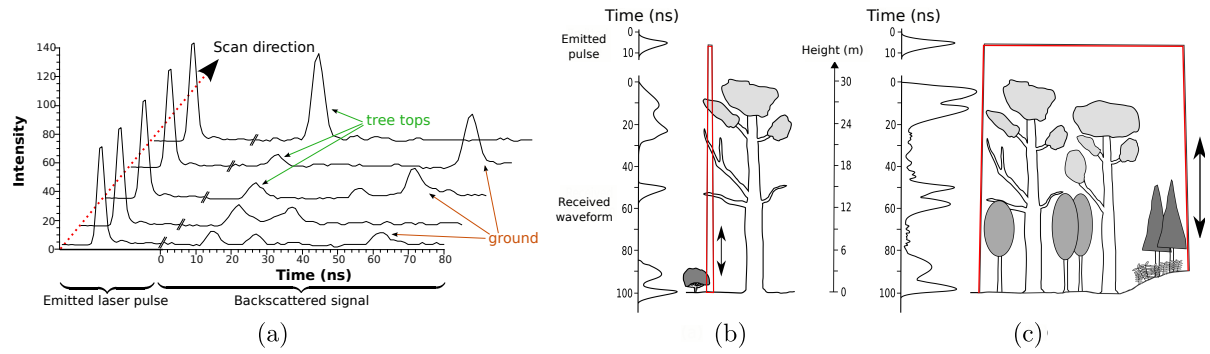 Scan direction
140
120
100
80
60
40
20
0
Intensity
tree tops
ground
0 10 20 30 40 50 60 70 80
Time (ns)
Emitted laser pulse
Backscattered signal
(a)
Time (ns)
Emitted pulse
0
10
0
20
40
60
80
100
Received waveform
Height (m)
30
27
24
18
12
6
3
0
(b)
Time (ns)
0
10
0
20
40
60
80
100
(c)